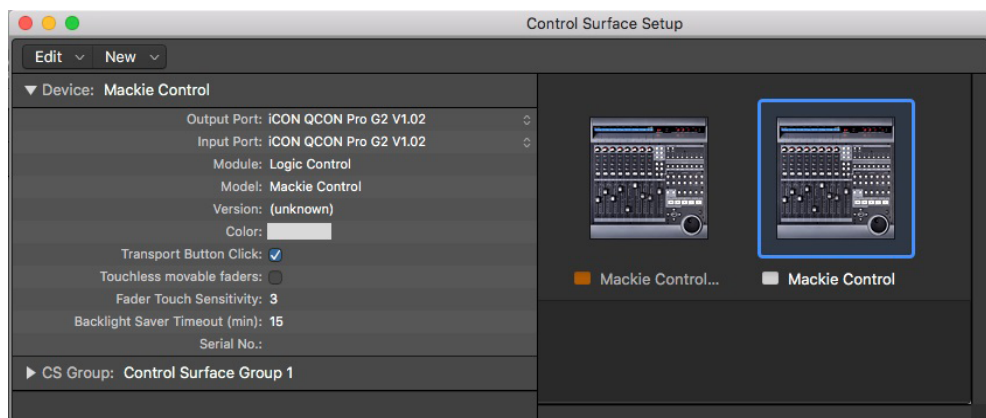 Control Surface Setup
Edit New
Device: Mackie Control
Output Port: iCON QCON Pro G2 V1.02
Input Port: iCON QCON Pro G2 V1.02
Module: Logic Control
Model: Mackie Control
Version: (unknown)
Color:
Transport Button Click:
Touchless movable faders:
Fader Touch Sensitivity: 3
Backlight Saver Timeout (min): 15
Serial No.:
CS Group: Control Surface Group 1
Mackie Control...
Mackie Control